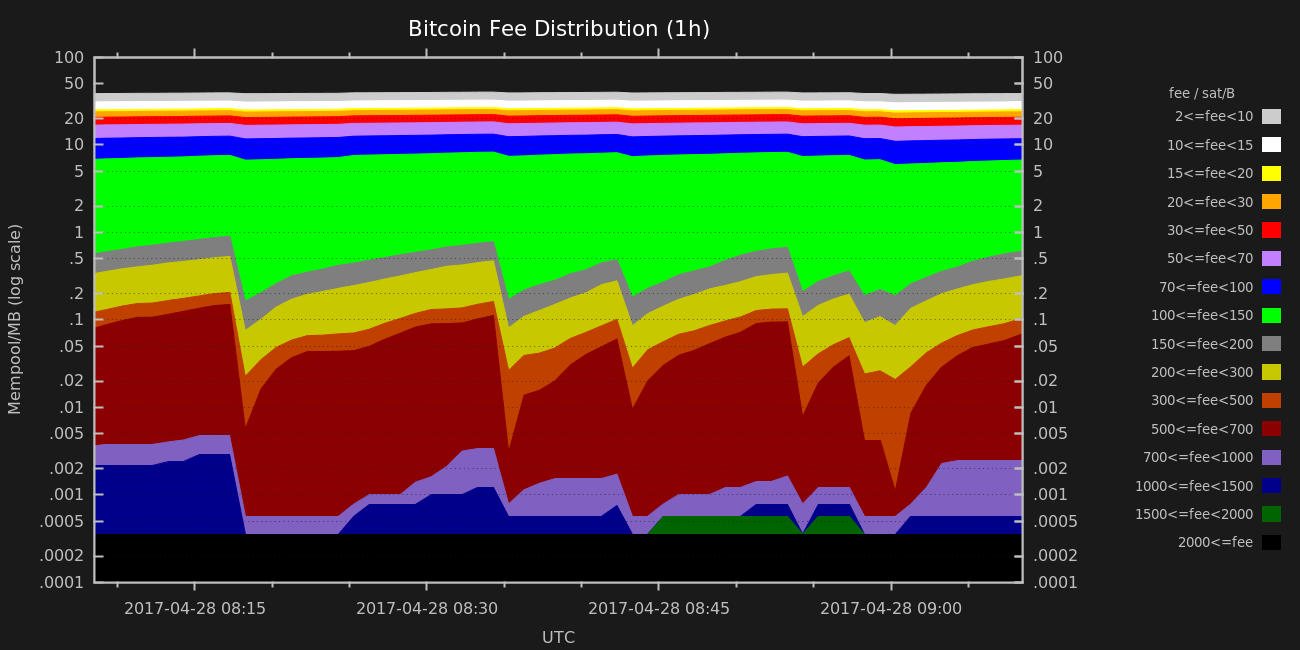 Bitcoin Fee Distribution (1h)
Mempool/MB (log scale)
100
50
20
10
5
2
1
.5
.2
.1
.05
.02
.01
.005
.002
.001
.0005
.0002
.0001
100
50
20
10
5
2
1
.5
.2
.1
.05
.02
.01
.005
.002
.001
.0005
.0002
.0001
2017-04-28 08:15
2017-04-28 08:30
2017-04-28 08:45
2017-04-28 09:00
UTC
fee / sat/B
2<=fee<10
10<=fee<15
15<=fee<20
20<=fee<30
30<=fee<50
50<=fee<70
70<=fee<100
100<=fee<150
150<=fee<200
200<=fee<300
300<=fee<500
500<=fee<700
700<=fee<1000
1000<=fee<1500
1500<=fee<2000
2000<=fee